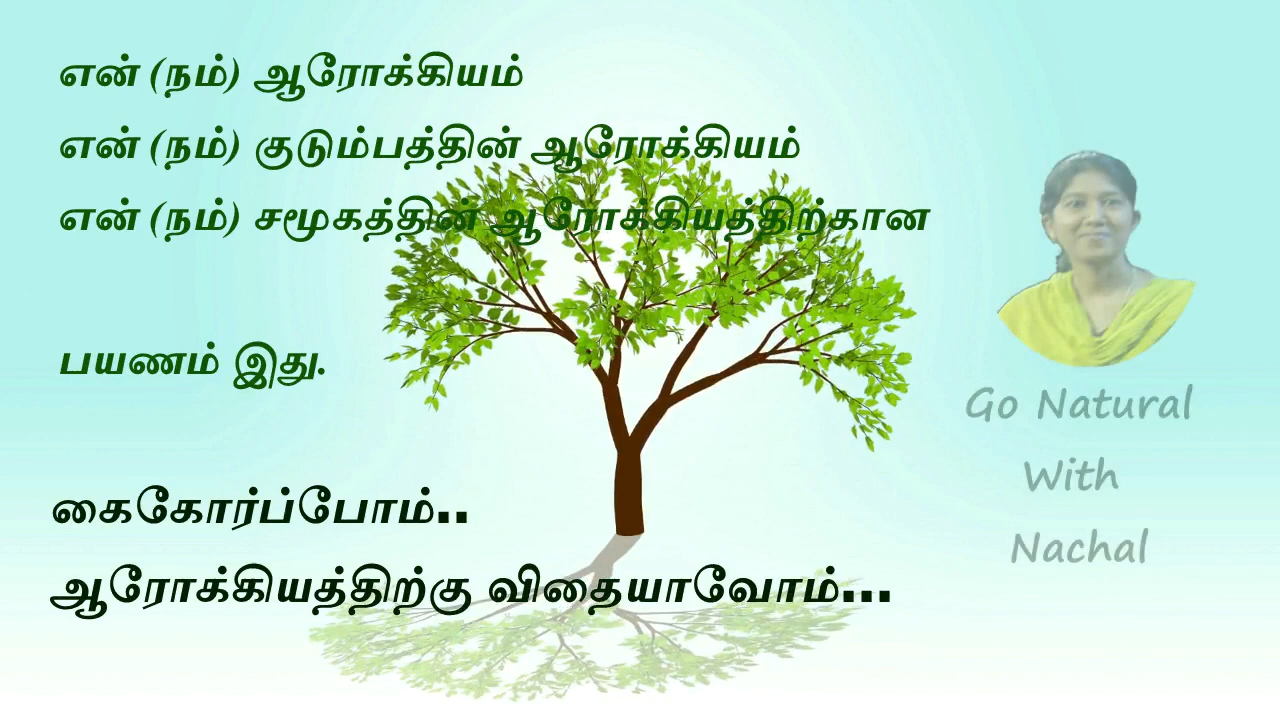 என் (நம்) ஆரோக்கியம்
என் (நம்) குடும்பத்தின் ஆரோக்கியம்
என் (நம்) சமூகத்தின் ஆரோக்கியத்திற்கான
பயணம் இது.
கைகோர்ப்போம்..
ஆரோக்கியத்திற்கு விதையாவோம்...
Go Natural
With
Nachal